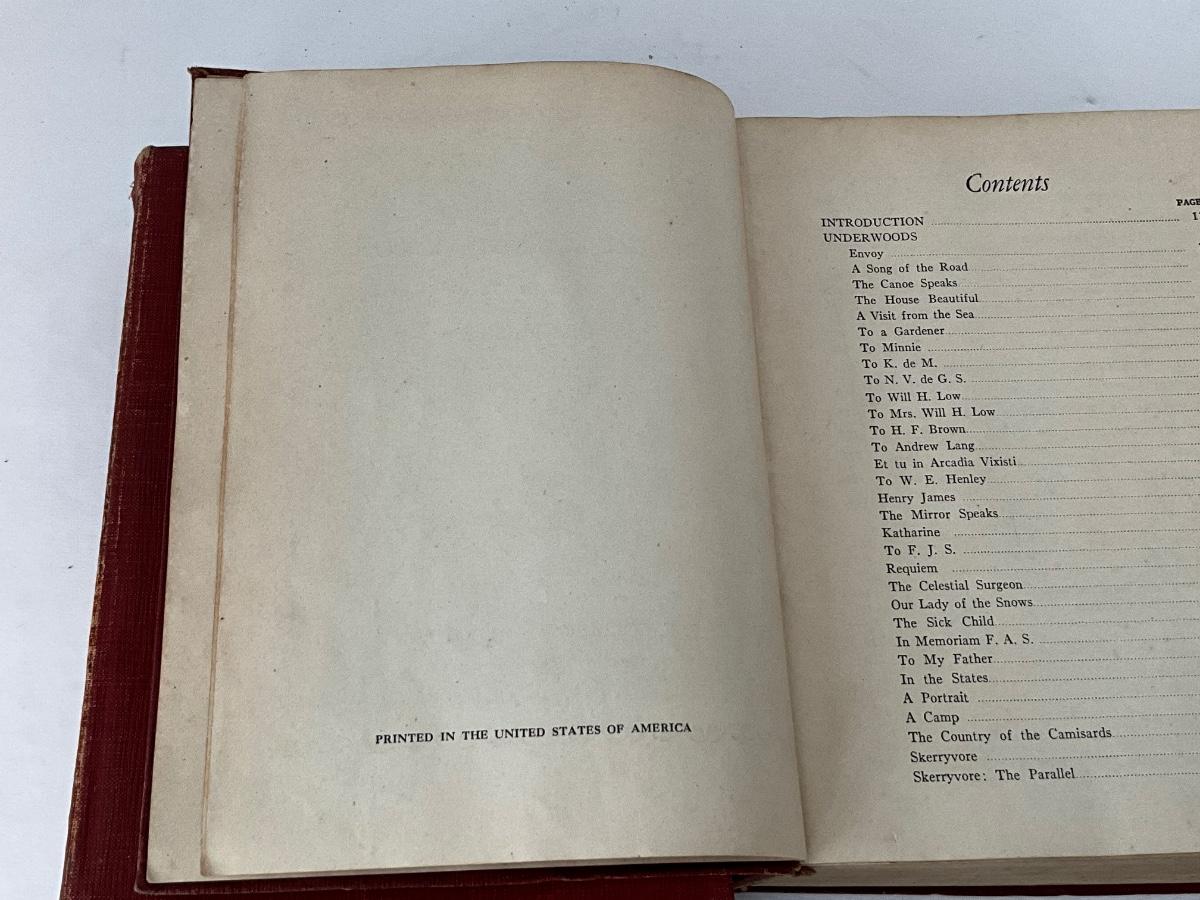 PRINTED IN THE UNITED STATES OF AMERICA
Contents
PAGE
INTRODUCTION
UNDERWOODS
Envoy
A Song of the Road
The Canoe Speaks
The House Beautiful
A Visit from the Sea
To a Gardener
To Minnie
To K. de M.
To N. V. de G. S.
To Will H. Low
To Mrs. Will H. Low
To H. F. Brown
To Andrew Lang
Et tu in Arcadia Vixisti
To W. E. Henley
Henry James
The Mirror Speaks
Katharine
To F. J. S.
Requiem
The Celestial Surgeon
Our Lady of the Snows
The Sick Child
In Memoriam F. A. S.
To My Father
In the States
A Portrait
A Camp
The Country of the Camisards
Skerryvore
Skerryvore: The Parallel